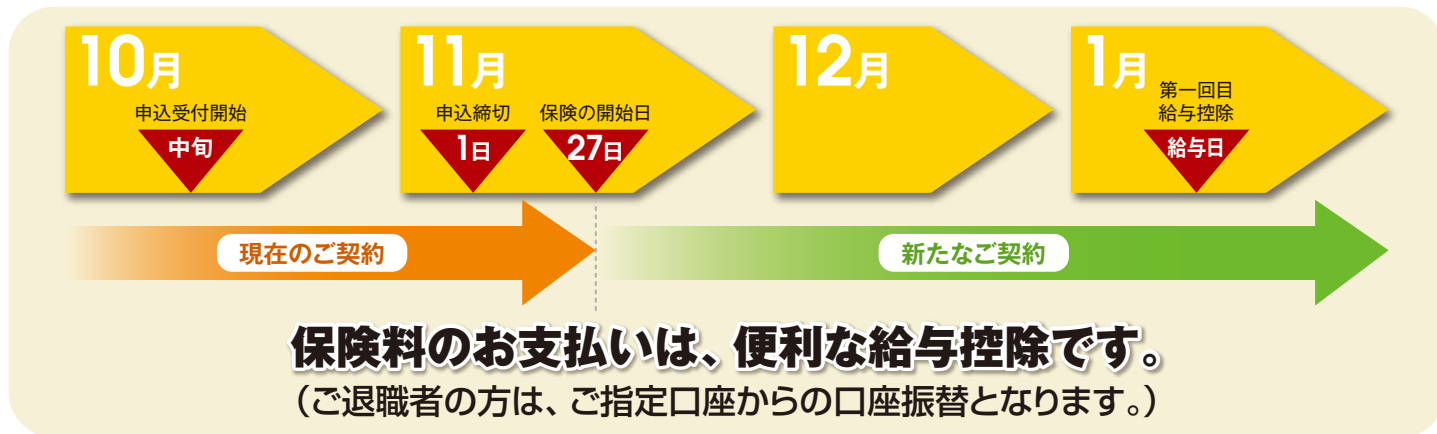 10月
申込受付開始
中旬
11月
申込締切
1日
保険の開始日
27日
12月
1月
第一回目
給与控除
給与日
現在のご契約
新たなご契約
保険料のお支払いは、便利な給与控除です。
（ご退職者の方は、ご指定口座からの口座振替となります。）